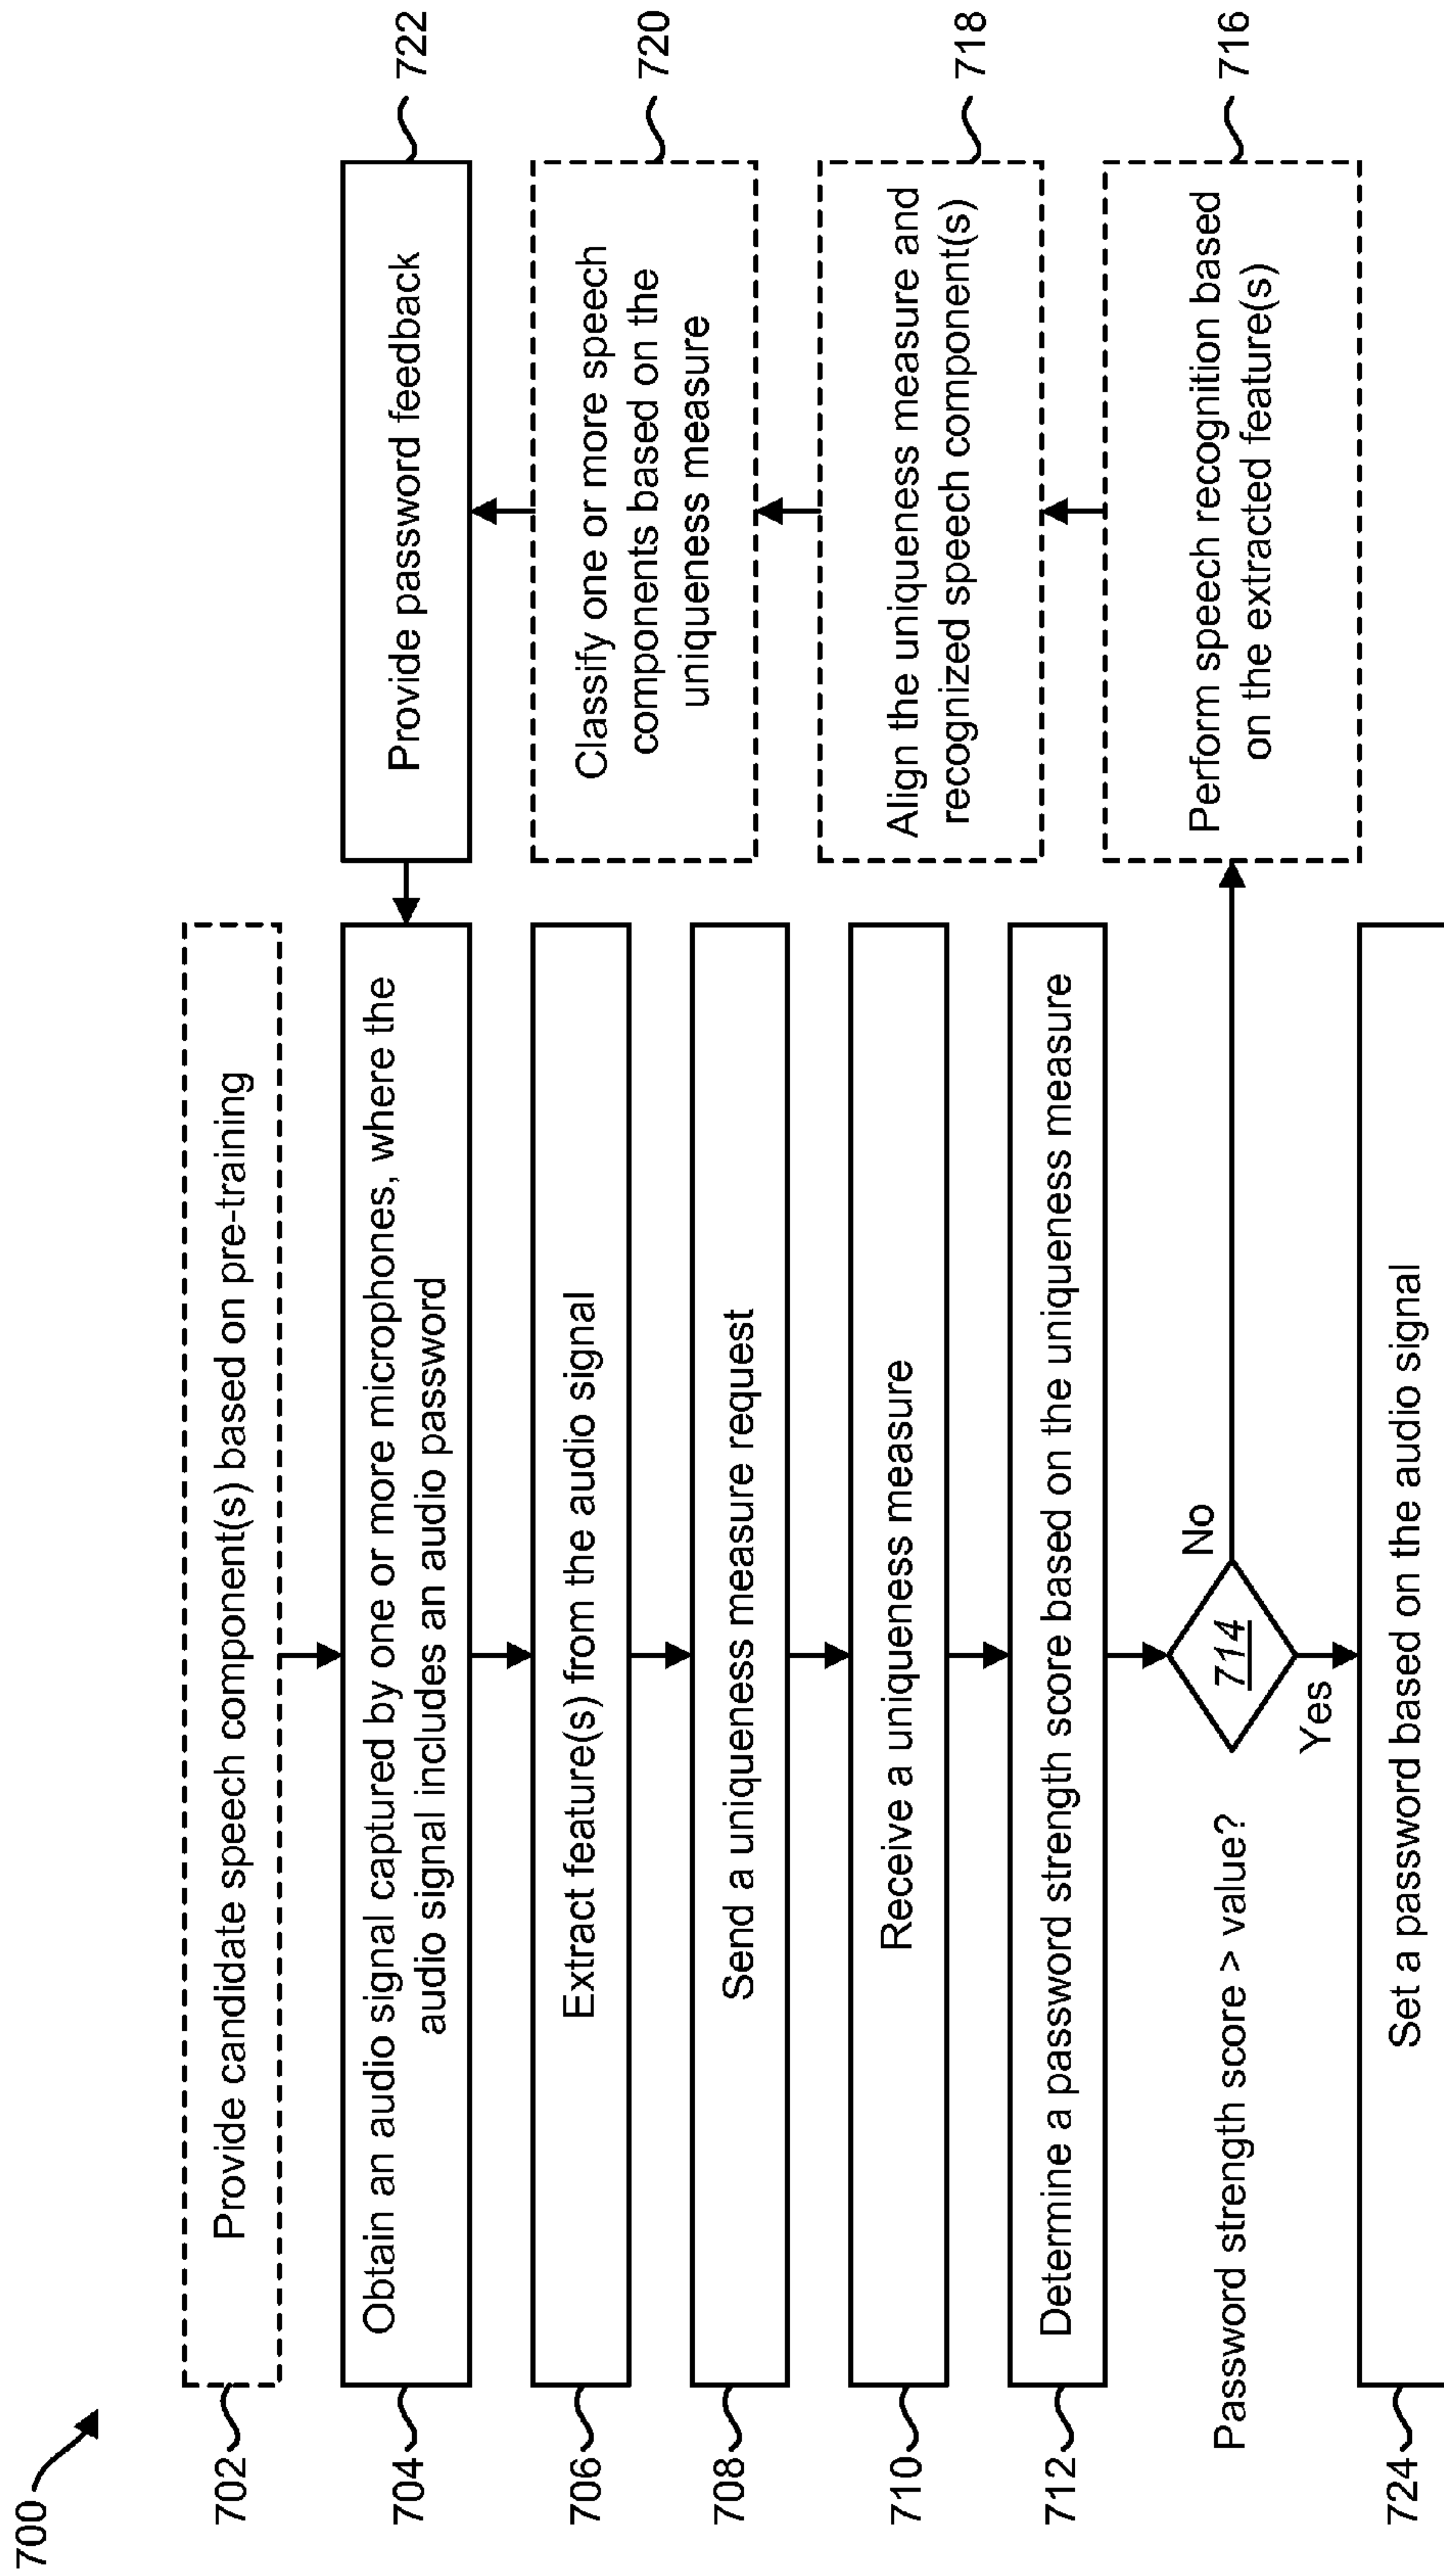 700
702
Provide candidate speech component(s) based on pre-training
704
Obtain an audio signal captured by one or more microphones, where the
audio signal includes an audio password
706
Extract feature(s) from the audio signal
708
Send a uniqueness measure request
710
Receive a uniqueness measure
712
Determine a password strength score based on the uniqueness measure
Password strength score > value?
714
No
Yes
724
Set a password based on the audio signal
722
Provide password feedback
720
Classify one or more speech
components based on the
uniqueness measure
718
Align the uniqueness measure and
recognized speech component(s)
716
Perform speech recognition based
on the extracted feature(s)